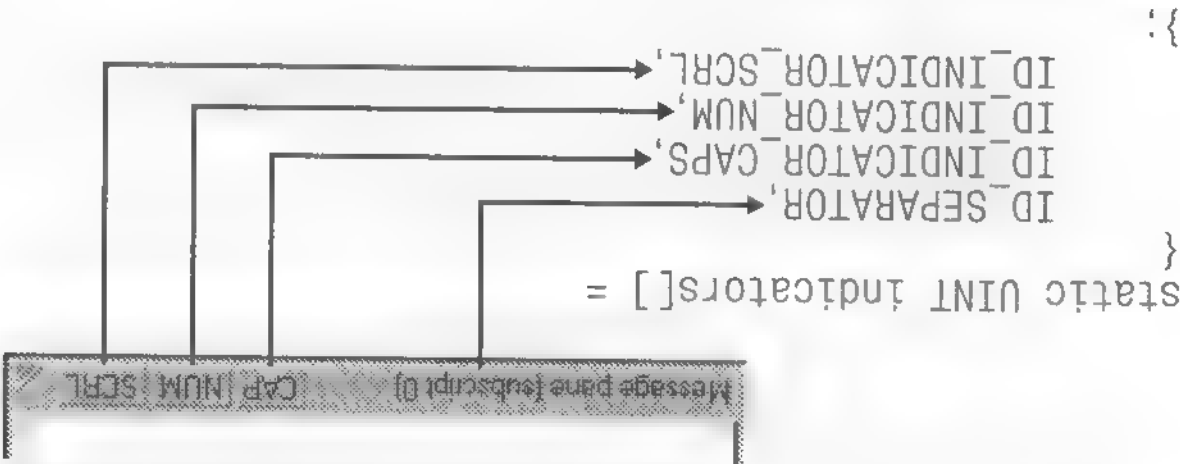 Message pane (subscript 0) CAP NUM SCRL
static UINT indicators[] =
{
ID_SEPARATOR,
ID_INDICATOR_CAPS,
ID_INDICATOR_NUM,
ID_INDICATOR_SCRL,
};